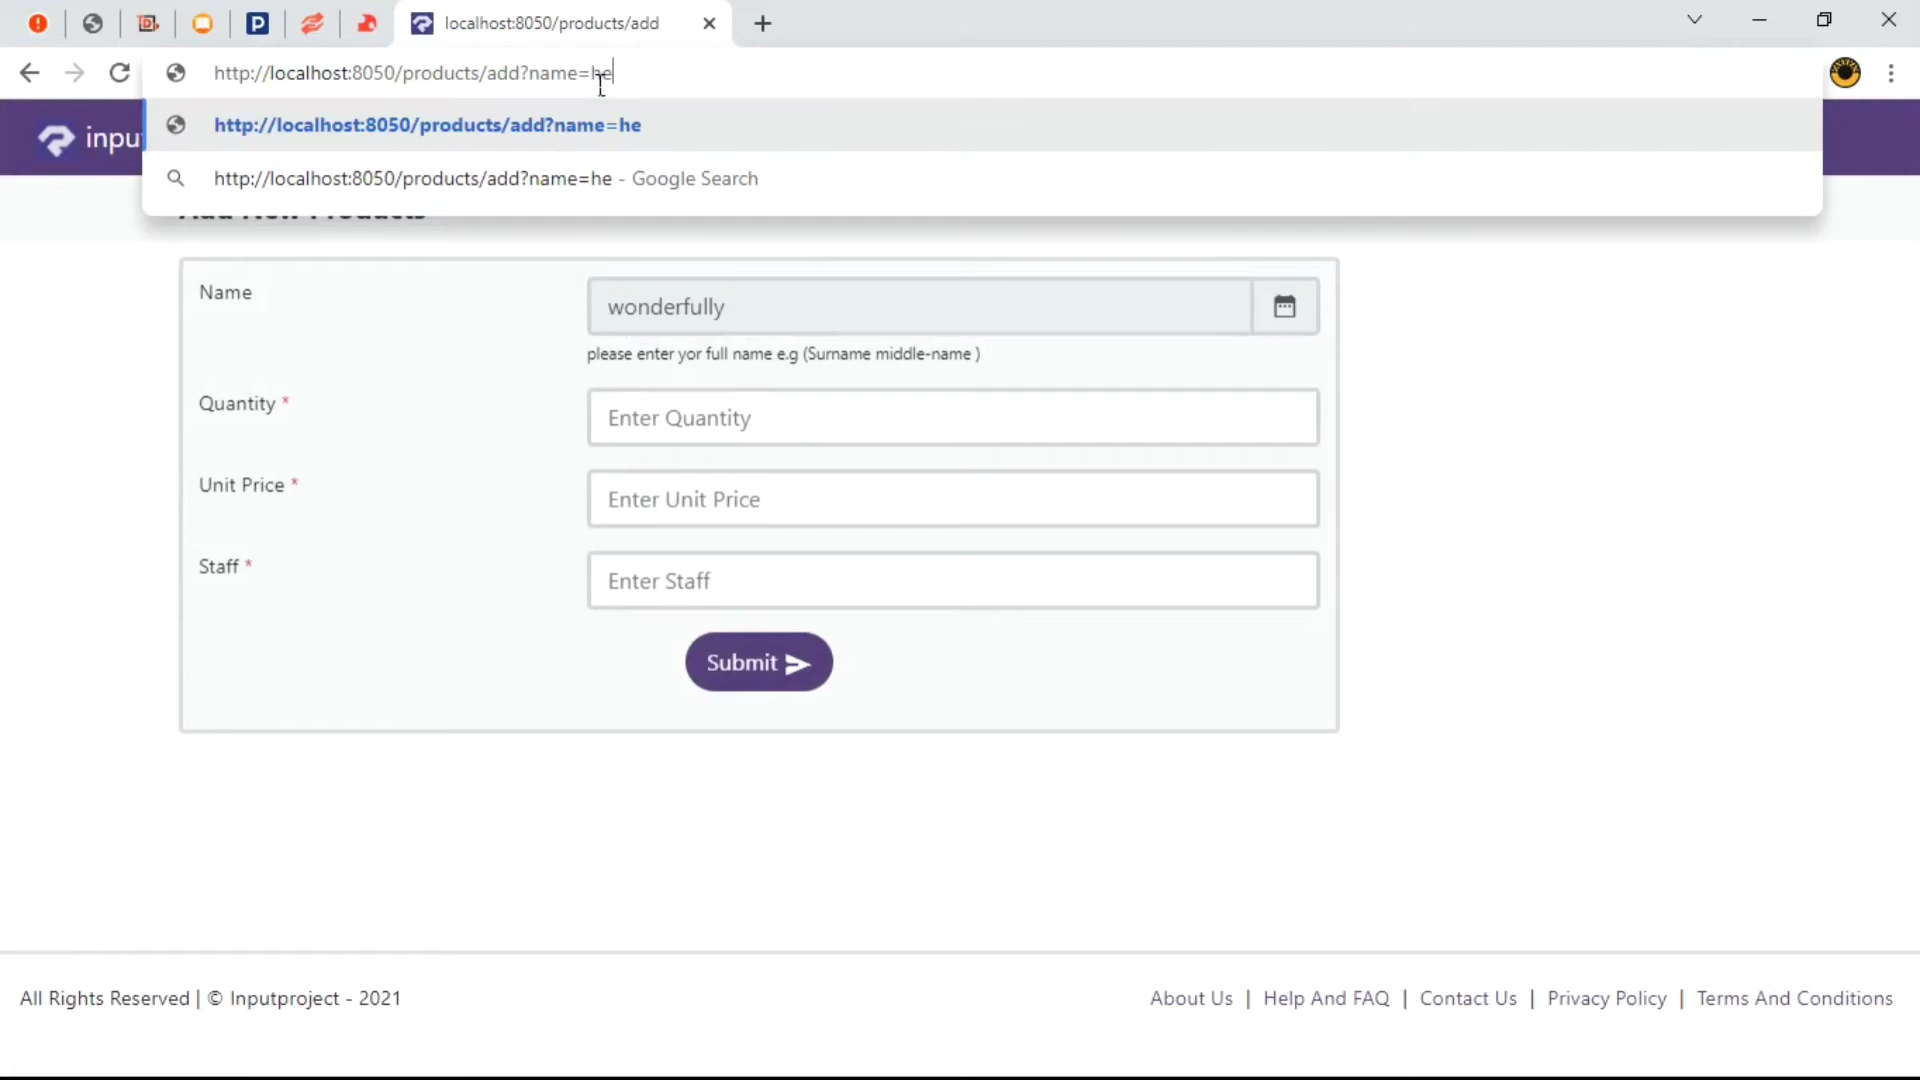 localhost:8050/products/add
http://localhost:8050/products/add?name=he
http://localhost:8050/products/add?name=he
http://localhost:8050/products/add?name=he - Google Search
inpu
Add New Products
Name
wonderfully
please enter yor full name e.g (Surname middle-name )
Quantity *
Enter Quantity
Unit Price *
Enter Unit Price
Staff *
Enter Staff
Submit
All Rights Reserved | © Inputproject - 2021
About Us | Help And FAQ | Contact Us | Privacy Policy | Terms And Conditions